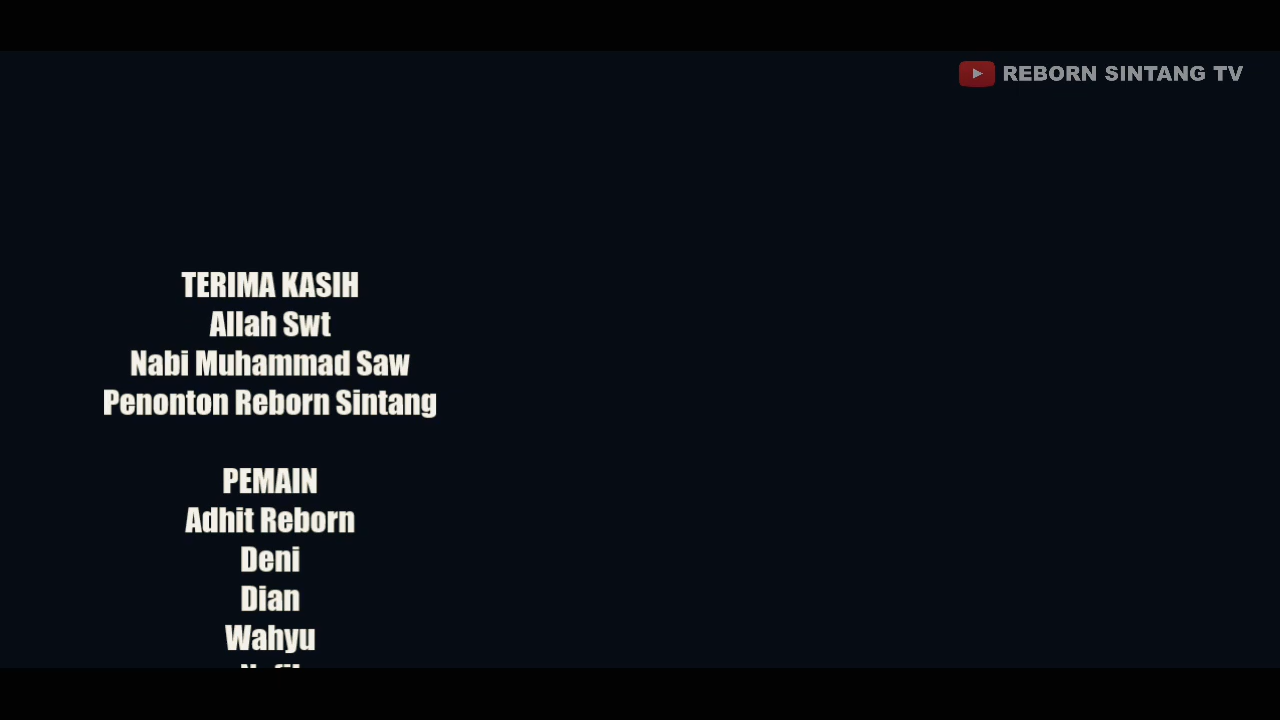 REBORN SINTANG TV
TERIMA KASIH
Allah Swt
Nabi Muhammad Saw
Penonton Reborn Sintang
PEMAIN
Adhit Reborn
Deni
Dian
Wahyu